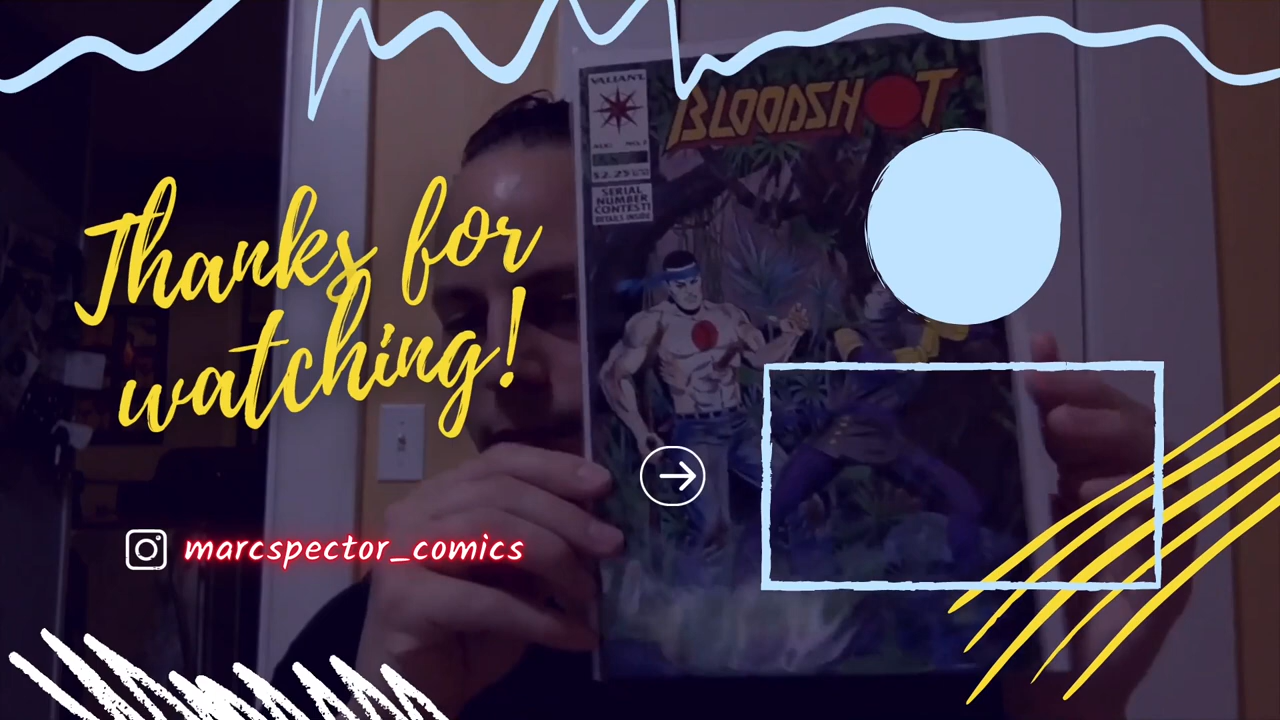 VALIANT
BLOODSHOT
$2.25
SERIAL
NUMBER
CONTEST!
DETAILS INSIDE
Thanks for
watching!
marcspector_comics